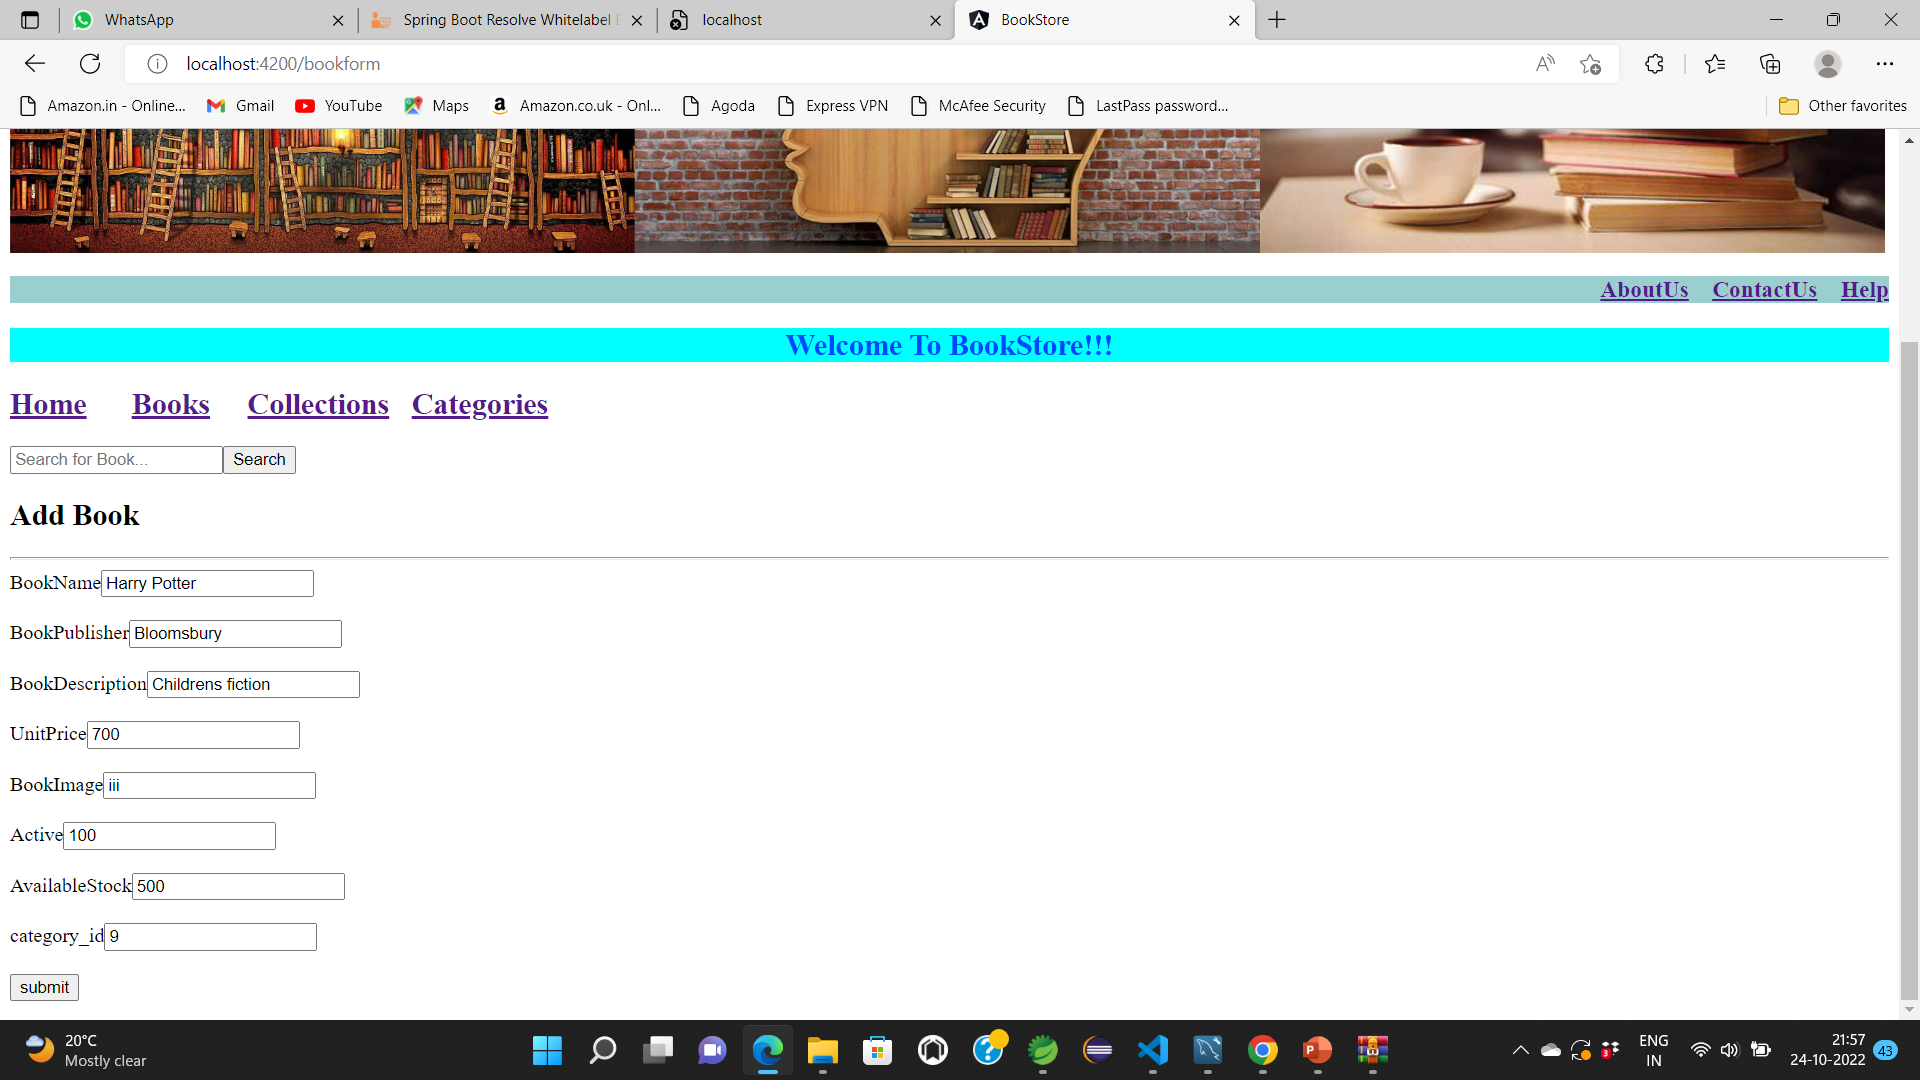 WhatsApp
Spring Boot Resolve Whitelabel
localhost
BookStore
localhost:4200/bookform
Amazon.in - Online...
Gmail
YouTube
Maps
Amazon.co.uk - Onl...
Agoda
Express VPN
McAfee Security
LastPass password...
Other favorites
AboutUs ContactUs Help
Welcome To BookStore!!!
Home Books Collections Categories
Search for Book... Search
Add Book
BookName Harry Potter
BookPublisher Bloomsbury
BookDescription Childrens fiction
UnitPrice 700
BookImage iii
Active 100
AvailableStock 500
category_id 9
submit
20°C
Mostly clear
ENG
IN
21:57
24-10-2022
43